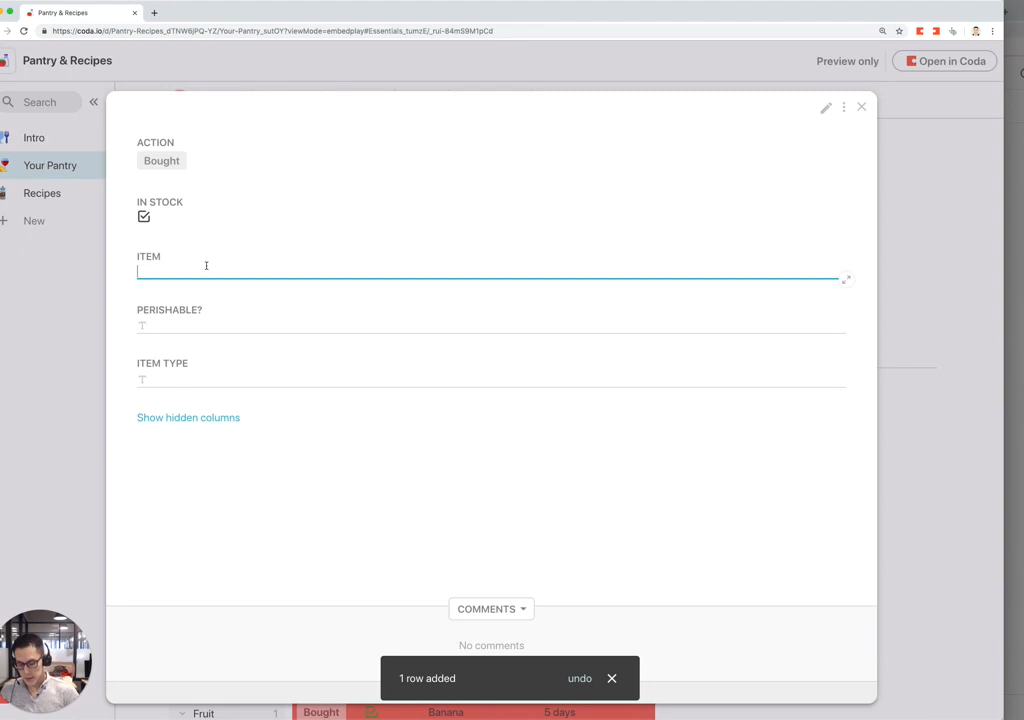 Pantry & Recipes
https://coda.io/d/Pantry-Recipes_dTNW6jPQ-YZ/Your-Pantry_sutOY?viewMode=embedplay#Essentials_tumzE/_rui-84mS9M1pCd
Pantry & Recipes
Preview only
Open in Coda
Search
Intro
Your Pantry
Recipes
New
ACTION
Bought
IN STOCK
ITEM
PERISHABLE?
ITEM TYPE
Show hidden columns
COMMENTS
No comments
1 row added
undo
Fruit 1 Bought Banana 5 days